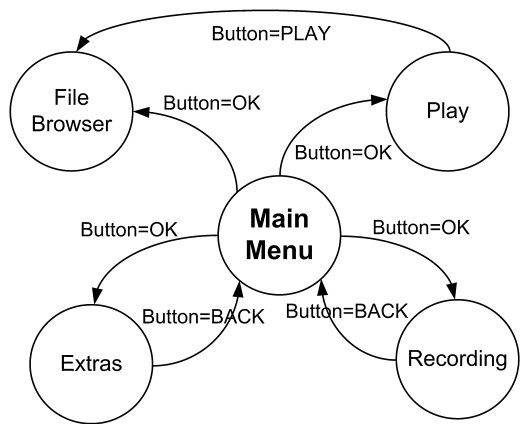 Button=PLAY
File
Browser
Button=OK
Play
Button=OK
Main
Menu
Button=OK
Button=OK
Button=BACK
Button=BACK
Extras
Recording